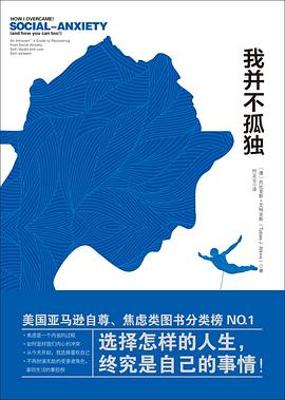 HOW I OVERCAME!
SOCIAL-ANXIETY
(and how you can too!)
An Introvert's Guide to Recovering
from Social Anxiety,
Self-doubt and Low
Self-esteem
我并不孤独
美国亚马逊自尊、焦虑类图书分类榜 NO.1
选择怎样的人生，
终究是自己的事情！